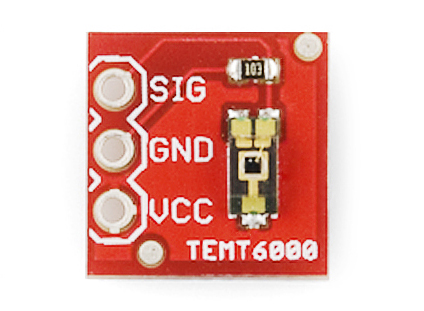 103
SIG
GND
VCC
TEMT6000